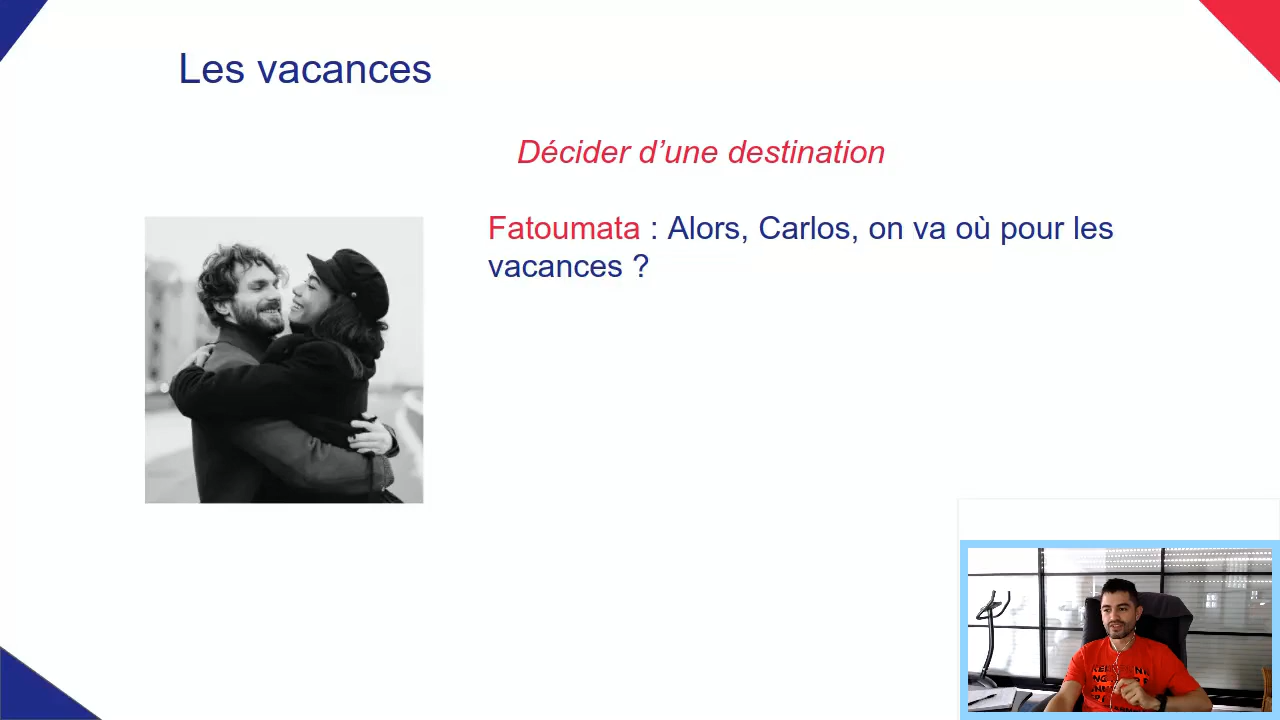 Les vacances
Décider d’une destination
Fatoumata : Alors, Carlos, on va où pour les
vacances ?